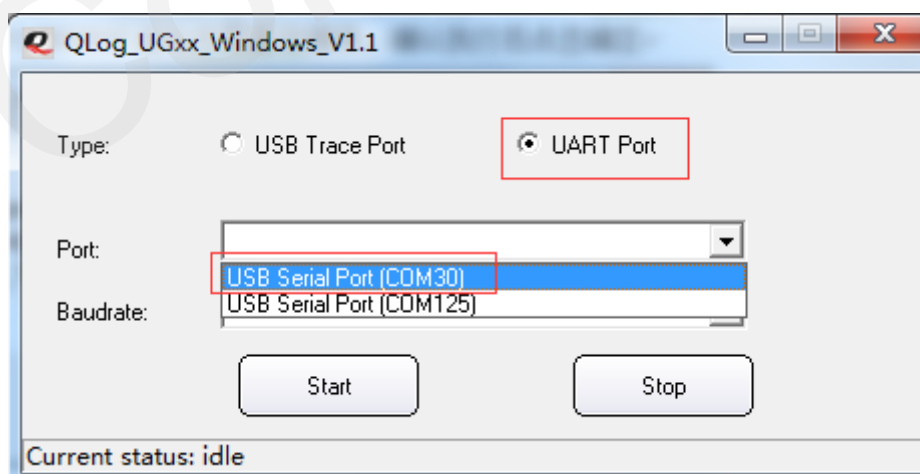 QLog_UGxx_Windows_V1.1
Type: USB Trace Port UART Port
Port:
USB Serial Port (COM30)
USB Serial Port (COM125)
Baudrate:
Start Stop
Current status: idle